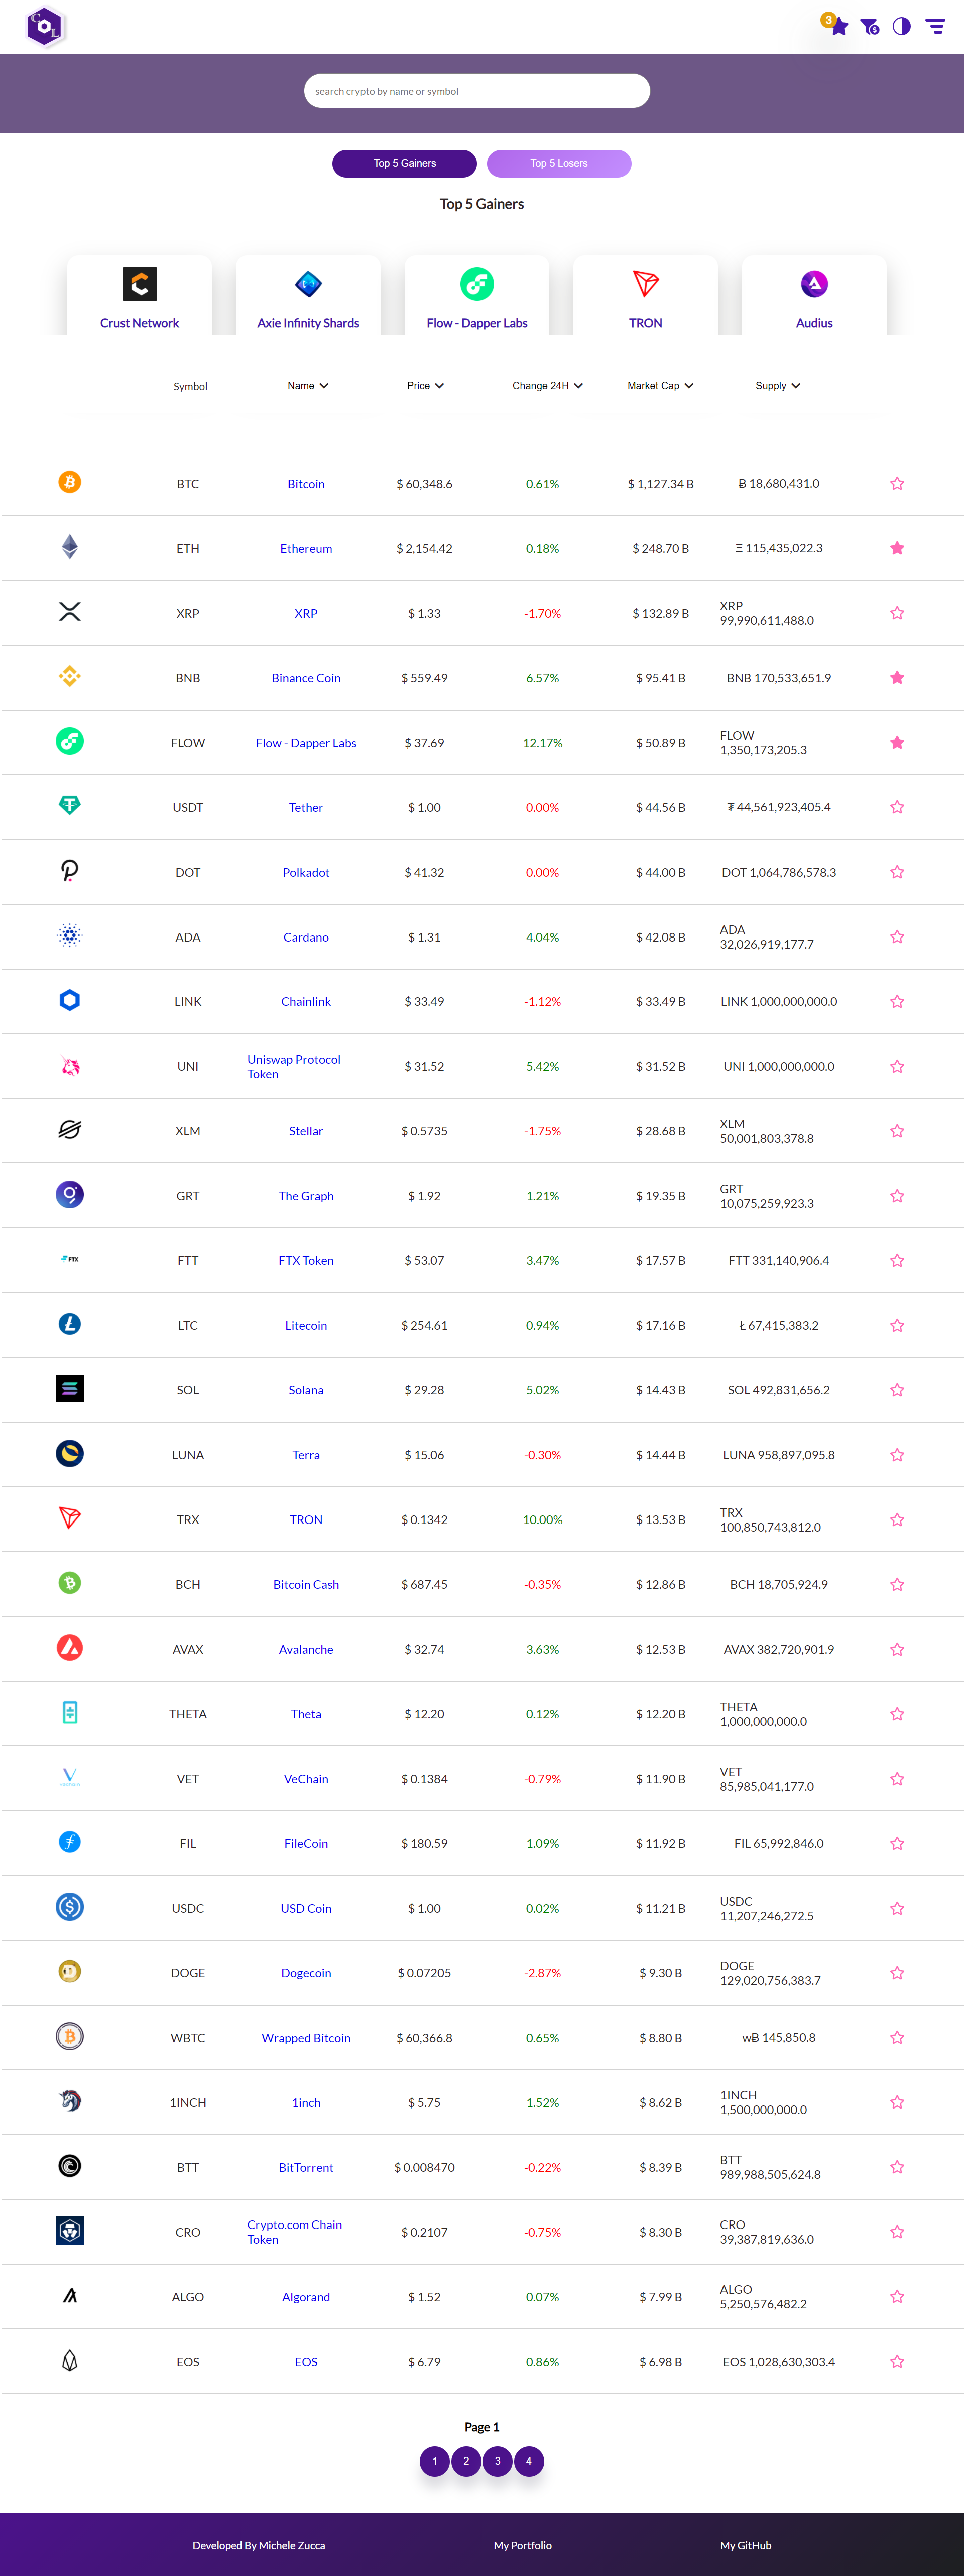 C
L
3
search crypto by name or symbol
Top 5 Gainers Top 5 Losers
Top 5 Gainers
Crust Network Axie Infinity Shards Flow - Dapper Labs TRON Audius
Symbol Name Price Change 24H Market Cap Supply
BTC Bitcoin $ 60,348.6 0.61% $ 1,127.34 B Ƀ 18,680,431.0
ETH Ethereum $ 2,154.42 0.18% $ 248.70 B Ξ 115,435,022.3
XRP XRP $ 1.33 -1.70% $ 132.89 B XRP
99,990,611,488.0
BNB Binance Coin $ 559.49 6.57% $ 95.41 B BNB 170,533,651.9
FLOW Flow - Dapper Labs $ 37.69 12.17% $ 50.89 B FLOW
1,350,173,205.3
USDT Tether $ 1.00 0.00% $ 44.56 B ₮ 44,561,923,405.4
DOT Polkadot $ 41.32 0.00% $ 44.00 B DOT 1,064,786,578.3
ADA Cardano $ 1.31 4.04% $ 42.08 B ADA
32,026,919,177.7
LINK Chainlink $ 33.49 -1.12% $ 33.49 B LINK 1,000,000,000.0
UNI Uniswap Protocol Token $ 31.52 5.42% $ 31.52 B UNI 1,000,000,000.0
XLM Stellar $ 0.5735 -1.75% $ 28.68 B XLM
50,001,803,378.8
GRT The Graph $ 1.92 1.21% $ 19.35 B GRT
10,075,259,923.3
FTX FTT FTX Token $ 53.07 3.47% $ 17.57 B FTT 331,140,906.4
LTC Litecoin $ 254.61 0.94% $ 17.16 B Ł 67,415,383.2
SOL Solana $ 29.28 5.02% $ 14.43 B SOL 492,831,656.2
LUNA Terra $ 15.06 -0.30% $ 14.44 B LUNA 958,897,095.8
TRX TRON $ 0.1342 10.00% $ 13.53 B TRX
100,850,743,812.0
BCH Bitcoin Cash $ 687.45 -0.35% $ 12.86 B BCH 18,705,924.9
AVAX Avalanche $ 32.74 3.63% $ 12.53 B AVAX 382,720,901.9
THETA Theta $ 12.20 0.12% $ 12.20 B THETA
1,000,000,000.0
VET VeChain $ 0.1384 -0.79% $ 11.90 B VET
85,985,041,177.0
FIL FileCoin $ 180.59 1.09% $ 11.92 B FIL 65,992,846.0
USDC USD Coin $ 1.00 0.02% $ 11.21 B USDC
11,207,246,272.5
DOGE Dogecoin $ 0.07205 -2.87% $ 9.30 B DOGE
129,020,756,383.7
WBTC Wrapped Bitcoin $ 60,366.8 0.65% $ 8.80 B wɃ 145,850.8
1INCH 1inch $ 5.75 1.52% $ 8.62 B 1INCH
1,500,000,000.0
BTT BitTorrent $ 0.008470 -0.22% $ 8.39 B BTT
989,988,505,624.8
CRO Crypto.com Chain Token $ 0.2107 -0.75% $ 8.30 B CRO
39,387,819,636.0
ALGO Algorand $ 1.52 0.07% $ 7.99 B ALGO
5,250,576,482.2
EOS EOS $ 6.79 0.86% $ 6.98 B EOS 1,028,630,303.4
Page 1
1 2 3 4
Developed By Michele Zucca My Portfolio My GitHub